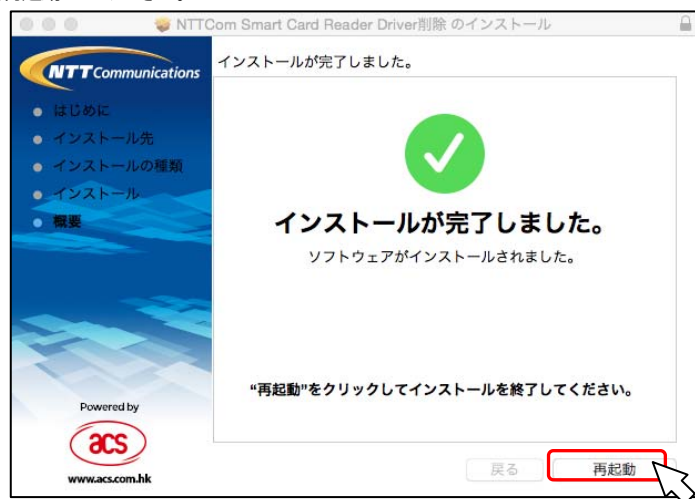 NTTCom Smart Card Reader Driver削除 のインストール
NTT Communications
インストールが完了しました。
はじめに
インストール先
インストールの種類
インストール
概要
インストールが完了しました。
ソフトウェアがインストールされました。
“再起動”をクリックしてインストールを終了してください。
Powered by
acs
www.acs.com.hk
戻る
再起動